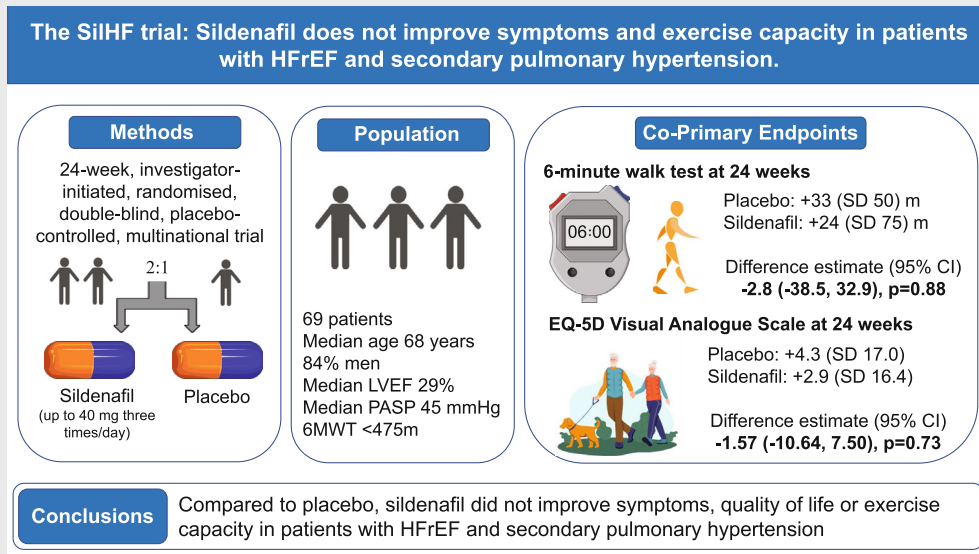 The SilHF trial: Sildenafil does not improve symptoms and exercise capacity in patients
with HFrEF and secondary pulmonary hypertension.
Methods
24-week, investigator-
initiated, randomised,
double-blind, placebo-
controlled, multinational trial
2:1
Sildenafil
(up to 40 mg three
times/day)
Placebo
Population
69 patients
Median age 68 years
84% men
Median LVEF 29%
Median PASP 45 mmHg
6MWT <475m
Co-Primary Endpoints
6-minute walk test at 24 weeks
06:00
Placebo: +33 (SD 50) m
Sildenafil: +24 (SD 75) m
Difference estimate (95% CI)
-2.8 (-38.5, 32.9), p=0.88
EQ-5D Visual Analogue Scale at 24 weeks
Placebo: +4.3 (SD 17.0)
Sildenafil: +2.9 (SD 16.4)
Difference estimate (95% CI)
-1.57 (-10.64, 7.50), p=0.73
Conclusions
Compared to placebo, sildenafil did not improve symptoms, quality of life or exercise
capacity in patients with HFrEF and secondary pulmonary hypertension